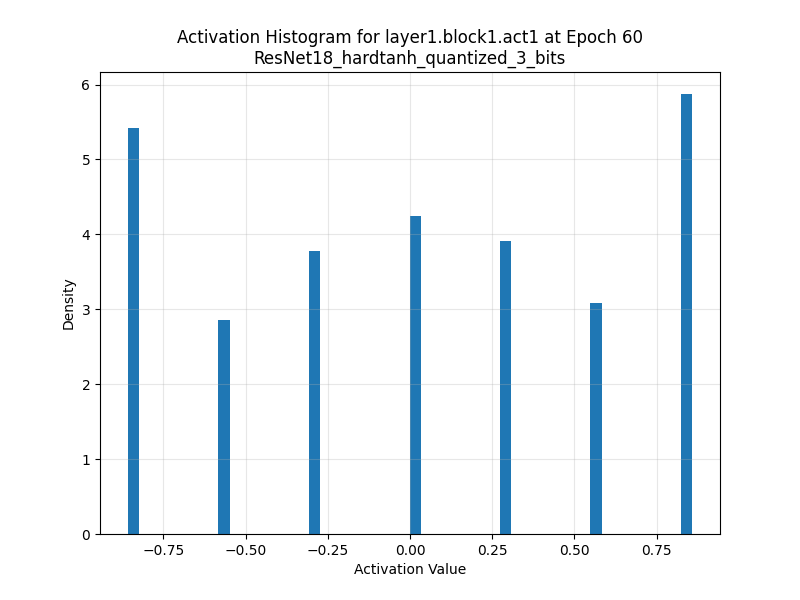 Activation Histogram for layer1.block1.act1 at Epoch 60
ResNet18_hardtanh_quantized_3_bits
6
5
4
3
2
1
0
Density
−0.75 −0.50 −0.25 0.00 0.25 0.50 0.75
Activation Value